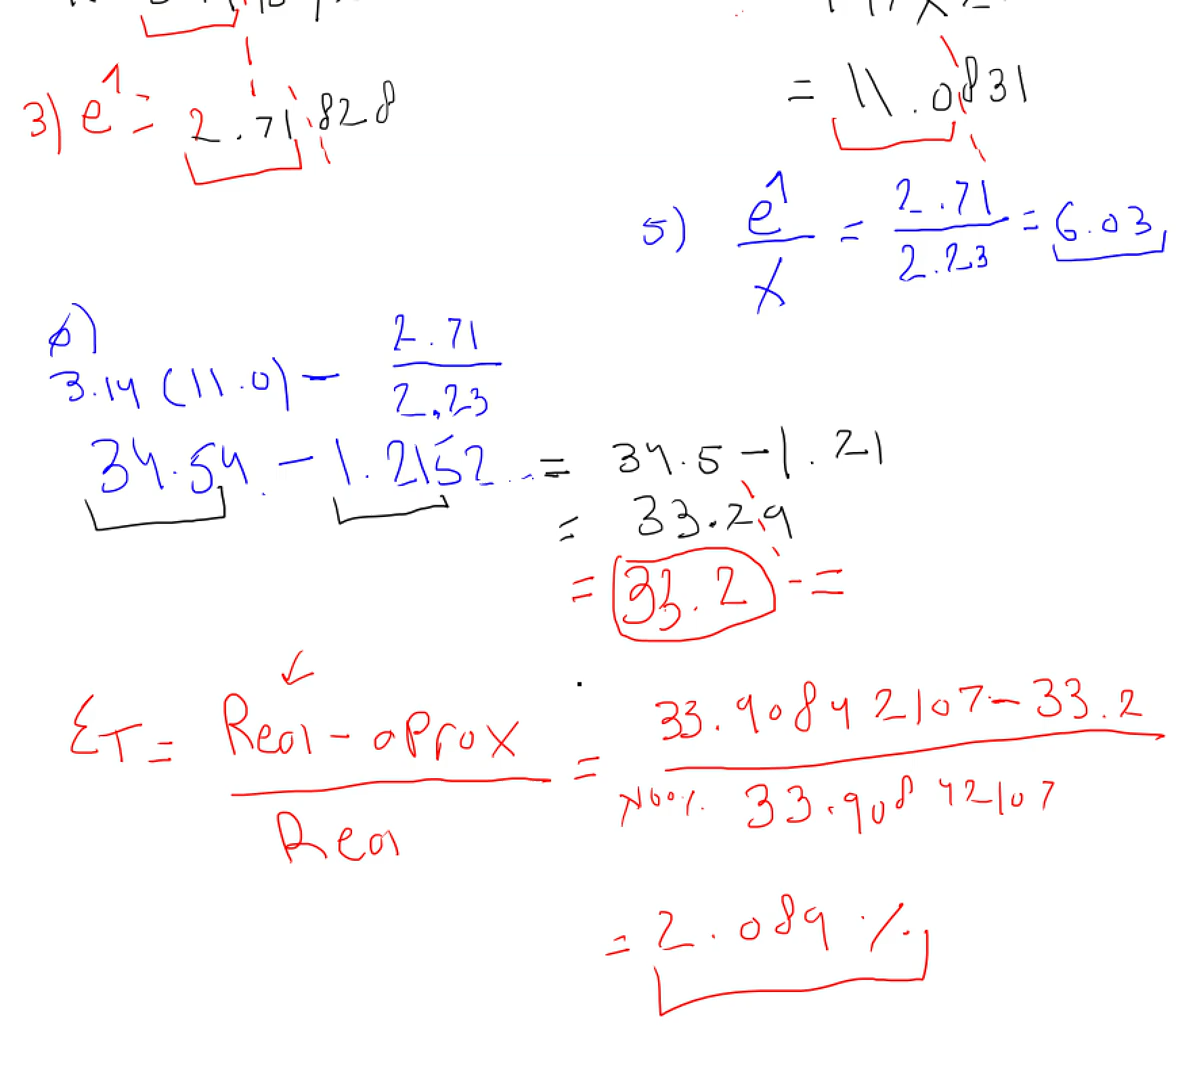 3) e^1 = 2.71828
= 11.0831
5) e^1/x = 2.71/2.23 = 6.03
6)
3.14 (11.0) - 2.71/2.23
34.54 - 1.2152... = 34.5 - 1.21
= 33.29
= 33.2 - =
ƐT = Real - aprox / Real = 33.90842107 - 33.2 / 33.90842107 x100%
= 2.089 %